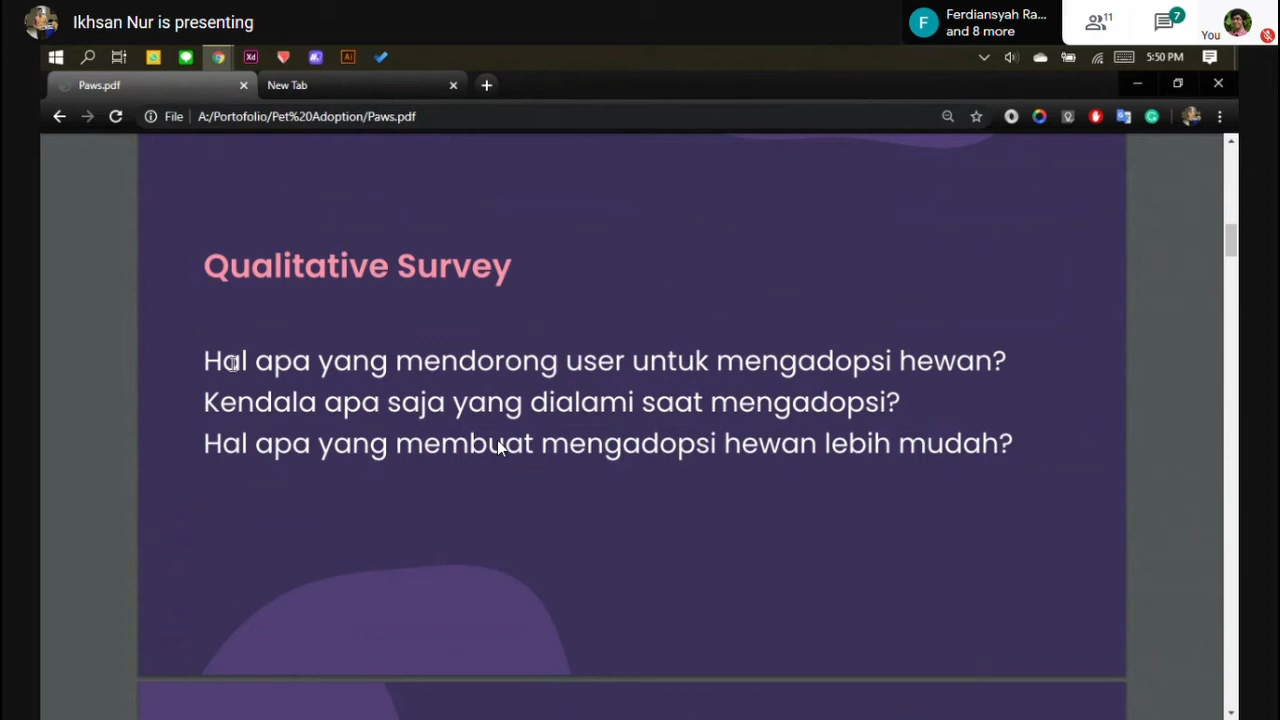 Ikhsan Nur is presenting
F
Ferdiansyah Ra...
and 8 more
11
7
You
Xd
Ai
5:50 PM
Paws.pdf
New Tab
File
A:/Portofolio/Pet%20Adoption/Paws.pdf
Qualitative Survey
Hal apa yang mendorong user untuk mengadopsi hewan?
Kendala apa saja yang dialami saat mengadopsi?
Hal apa yang membuat mengadopsi hewan lebih mudah?